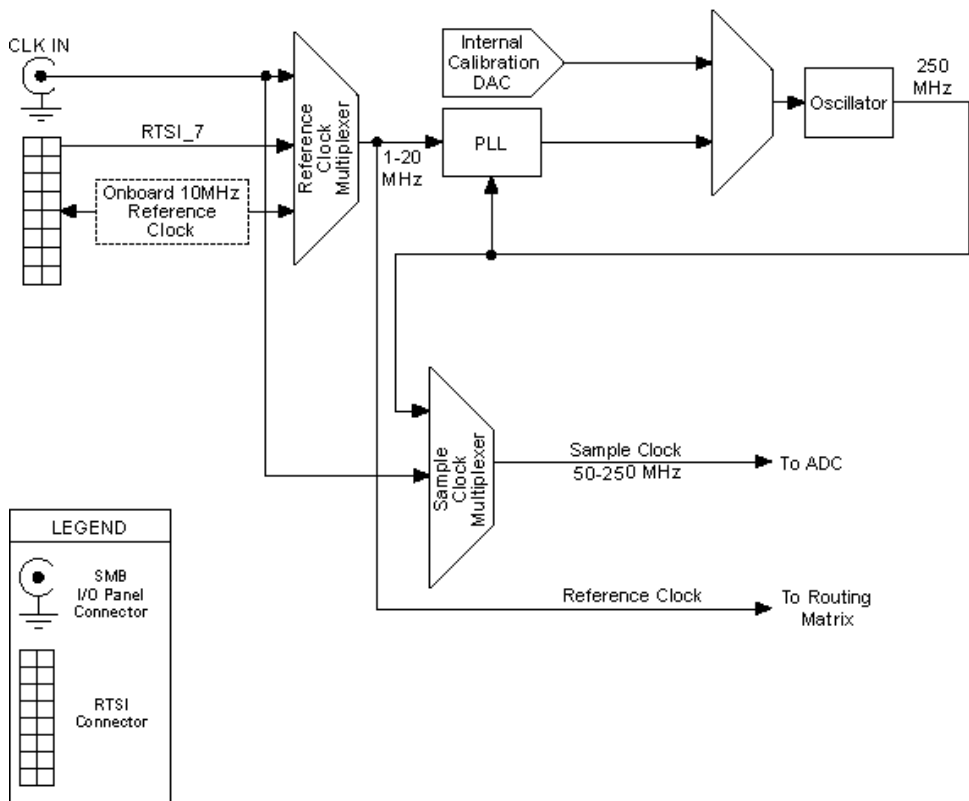 CLK IN
RTSI_7
Onboard 10MHz
Reference
Clock
Reference
Clock
Multiplexer
1-20
MHz
Internal
Calibration
DAC
PLL
Oscillator
250
MHz
Sample
Clock
Multiplexer
Sample Clock
50-250 MHz
To ADC
Reference Clock
To Routing
Matrix
LEGEND
SMB
I/O Panel
Connector
RTSI
Connector